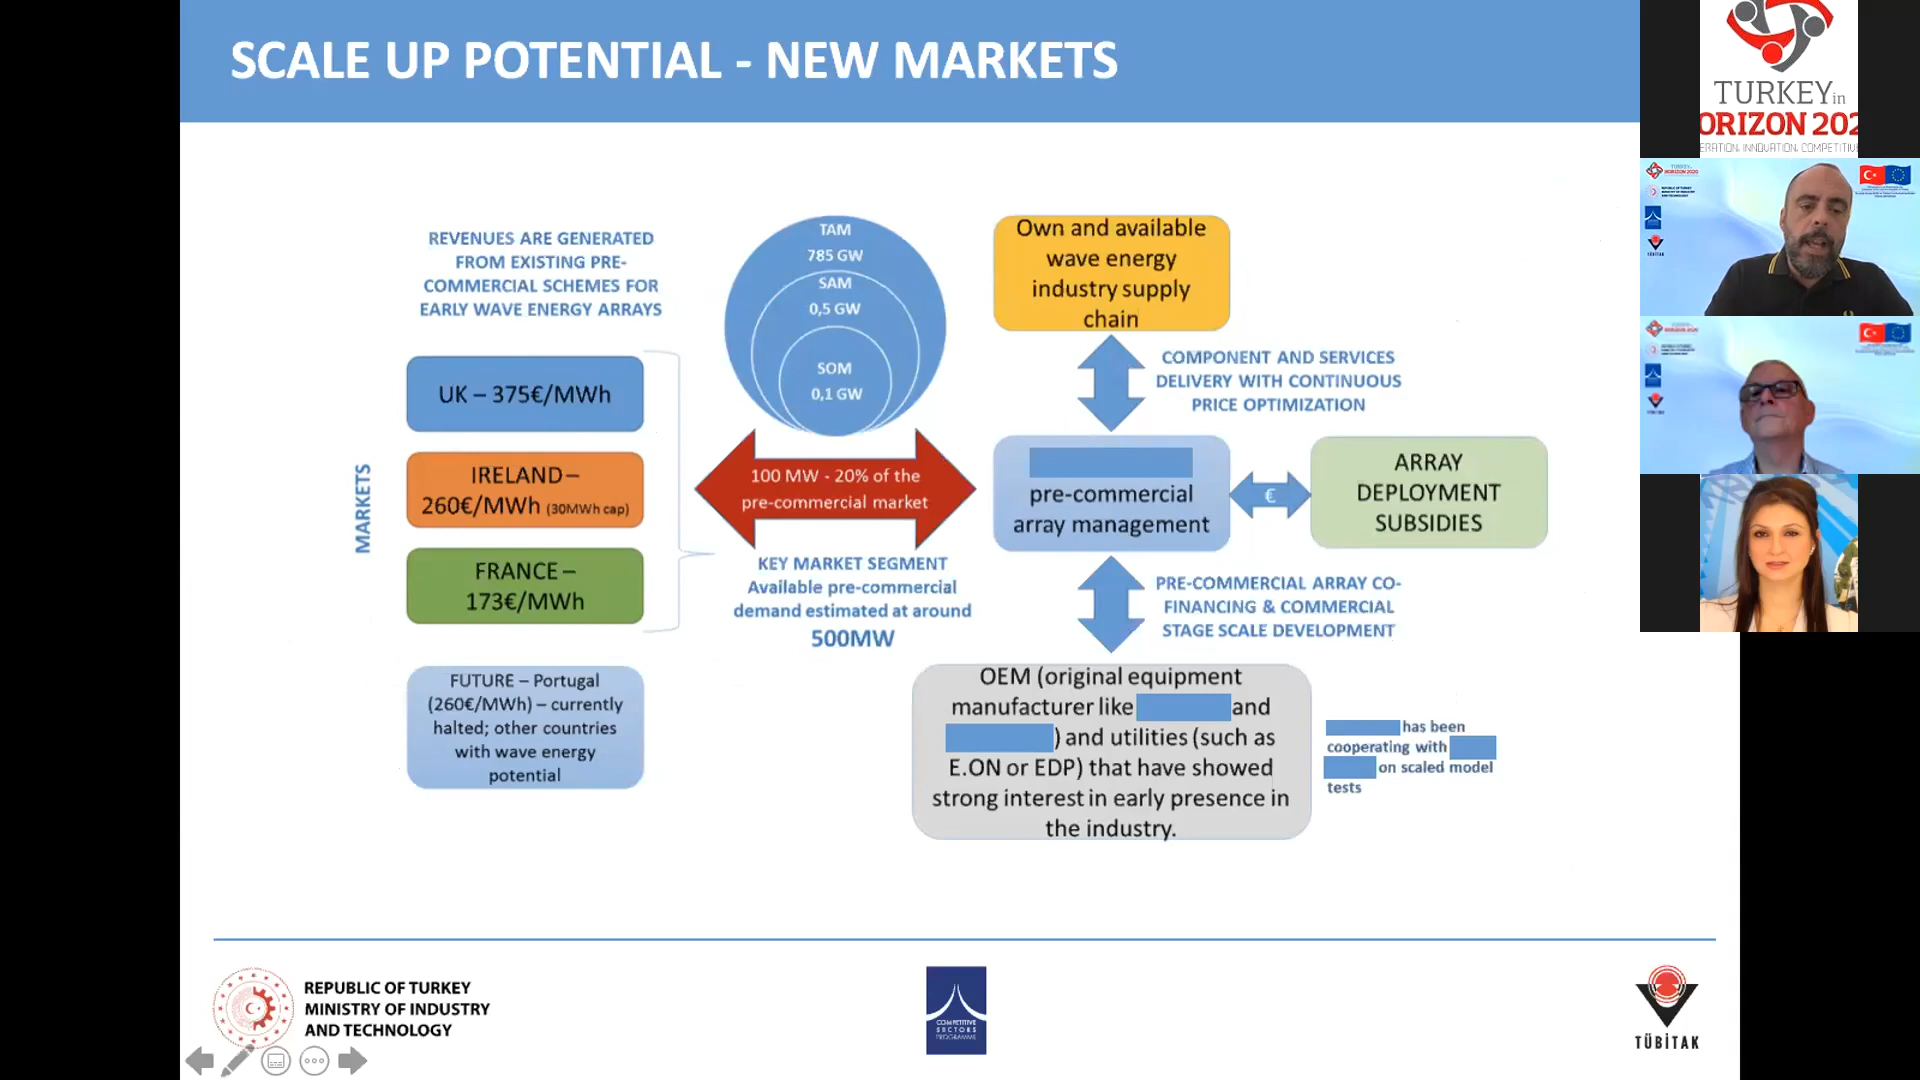 SCALE UP POTENTIAL - NEW MARKETS
REVENUES ARE GENERATED
FROM EXISTING PRE-
COMMERCIAL SCHEMES FOR
EARLY WAVE ENERGY ARRAYS
MARKETS
UK – 375€/MWh
IRELAND –
260€/MWh (30MWh cap)
FRANCE –
173€/MWh
FUTURE – Portugal
(260€/MWh) – currently
halted; other countries
with wave energy
potential
TAM
785 GW
SAM
0,5 GW
SOM
0,1 GW
100 MW - 20% of the
pre-commercial market
KEY MARKET SEGMENT
Available pre-commercial
demand estimated at around
500MW
Own and available
wave energy
industry supply
chain
COMPONENT AND SERVICES
DELIVERY WITH CONTINUOUS
PRICE OPTIMIZATION
pre-commercial
array management
€
ARRAY
DEPLOYMENT
SUBSIDIES
PRE-COMMERCIAL ARRAY CO-
FINANCING & COMMERCIAL
STAGE SCALE DEVELOPMENT
OEM (original equipment
manufacturer like and
) and utilities (such as
E.ON or EDP) that have showed
strong interest in early presence in
the industry.
has been
cooperating with
on scaled model
tests
REPUBLIC OF TURKEY
MINISTRY OF INDUSTRY
AND TECHNOLOGY
COMPETITIVE
SECTORS
PROGRAMME
TÜBİTAK
TURKEY in
ORIZON 202
ERATION, INNOVATION, COMPETITIVE